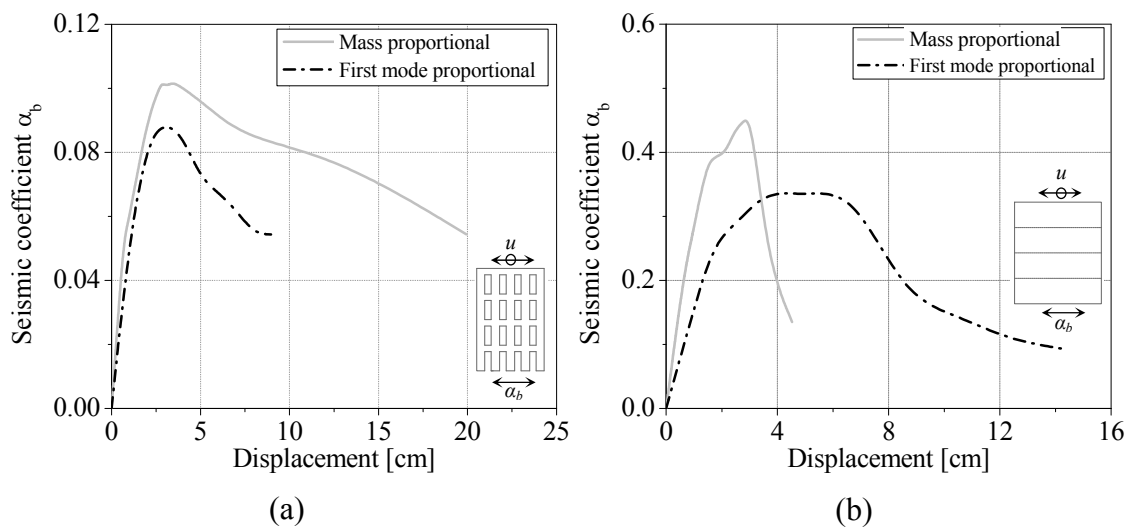 0.12
0.08
0.04
0.00
Seismic coefficient αb
Mass proportional
First mode proportional
u
αb
0 5 10 15 20 25
Displacement [cm]
(a)
0.6
0.4
0.2
0.0
Seismic coefficient αb
Mass proportional
First mode proportional
u
αb
0 4 8 12 16
Displacement [cm]
(b)